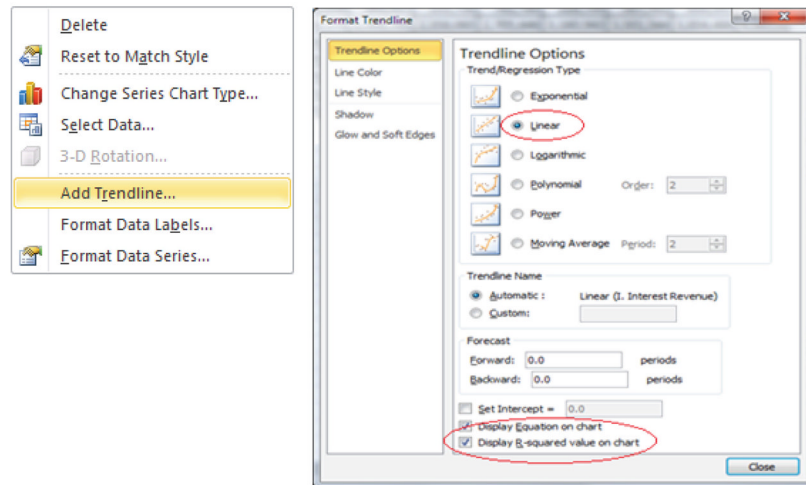 Delete
Reset to Match Style
Change Series Chart Type...
Select Data...
3-D Rotation...
Add Trendline...
Format Data Labels...
Format Data Series...
Format Trendline
Trendline Options
Line Color
Line Style
Shadow
Glow and Soft Edges
Trendline Options
Trend/Regression Type
Exponential
Linear
Logarithmic
Polynomial Order: 2
Power
Moving Average Period: 2
Trendline Name
Automatic : Linear (I. Interest Revenue)
Custom:
Forecast
Forward: 0.0 periods
Backward: 0.0 periods
Set Intercept = 0.0
Display Equation on chart
Display R-squared value on chart
Close